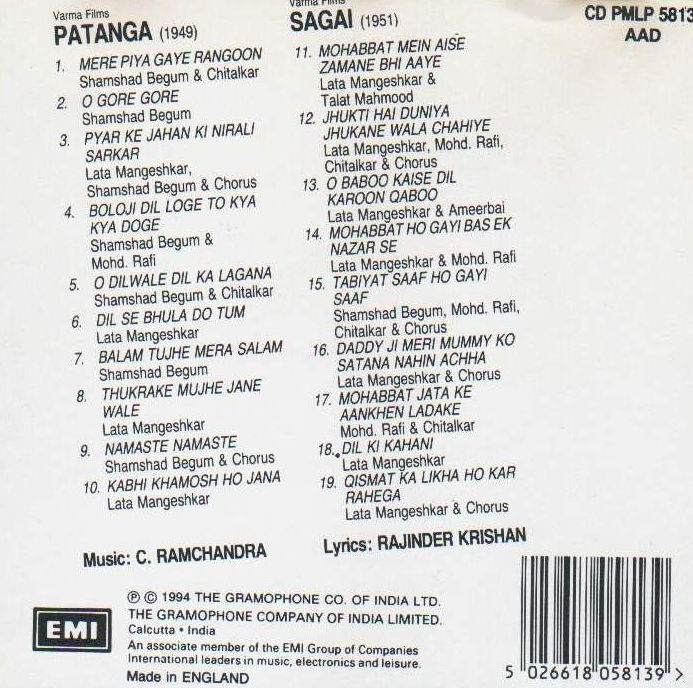 Varma Films
PATANGA (1949)
1. MERE PIYA GAYE RANGOON
Shamshad Begum & Chitalkar
2. O GORE GORE
Shamshad Begum
3. PYAR KE JAHAN KI NIRALI
SARKAR
Lata Mangeshkar,
Shamshad Begum & Chorus
4. BOLOJI DIL LOGE TO KYA
KYA DOGE
Shamshad Begum &
Mohd. Rafi
5. O DILWALE DIL KA LAGANA
Shamshad Begum & Chitalkar
6. DIL SE BHULA DO TUM
Lata Mangeshkar
7. BALAM TUJHE MERA SALAM
Shamshad Begum
8. THUKRAKE MUJHE JANE
WALE
Lata Mangeshkar
9. NAMASTE NAMASTE
Shamshad Begum & Chorus
10. KABHI KHAMOSH HO JANA
Lata Mangeshkar
Varma Films
SAGAI (1951)
11. MOHABBAT MEIN AISE
ZAMANE BHI AAYE
Lata Mangeshkar &
Talat Mahmood
12. JHUKTI HAI DUNIYA
JHUKANE WALA CHAHIYE
Lata Mangeshkar, Mohd. Rafi,
Chitalkar & Chorus
13. O BABOO KAISE DIL
KAROON QABOO
Lata Mangeshkar & Ameerbai
14. MOHABBAT HO GAYI BAS EK
NAZAR SE
Lata Mangeshkar & Mohd. Rafi
15. TABIYAT SAAF HO GAYI
SAAF
Shamshad Begum, Mohd. Rafi,
Chitalkar & Chorus
16. DADDY JI MERI MUMMY KO
SATANA NAHIN ACHHA
Lata Mangeshkar & Chorus
17. MOHABBAT JATA KE
AANKHEN LADAKE
Mohd. Rafi & Chitalkar
18. DIL KI KAHANI
Lata Mangeshkar
19. QISMAT KA LIKHA HO KAR
RAHEGA
Lata Mangeshkar & Chorus
CD PMLP 5813
AAD
Music: C. RAMCHANDRA
Lyrics: RAJINDER KRISHAN
EMI
℗ © 1994 THE GRAMOPHONE CO. OF INDIA LTD.
THE GRAMOPHONE COMPANY OF INDIA LIMITED.
Calcutta • India
An associate member of the EMI Group of Companies
International leaders in music, electronics and leisure.
Made in ENGLAND
5 026618 058139 >